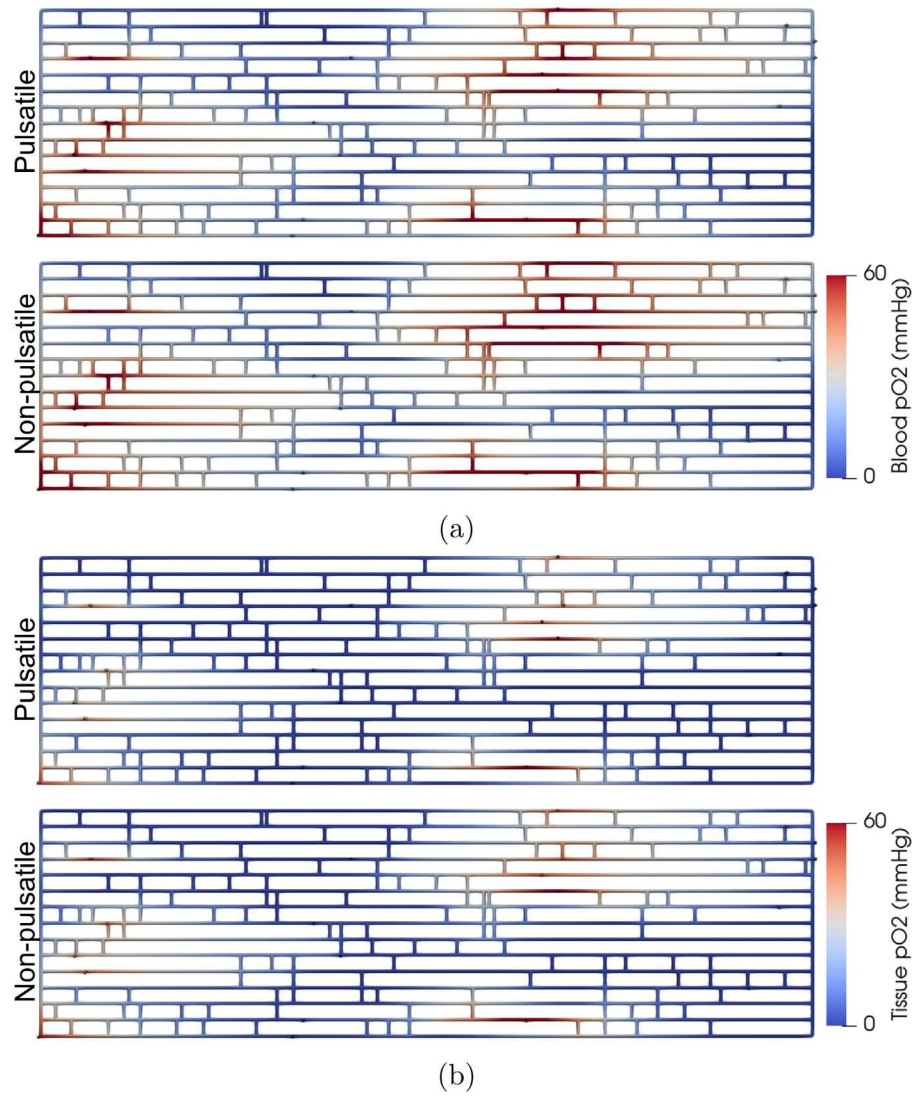 Pulsatile
Non-pulsatile
60
0
Blood pO2 (mmHg)
(a)
Pulsatile
Non-pulsatile
60
0
Tissue pO2 (mmHg)
(b)